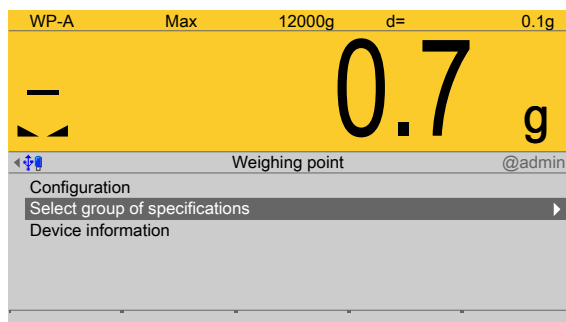 WP-A Max 12000g d= 0.1g
– 0.7 g
Weighing point @admin
Configuration
Select group of specifications
Device information